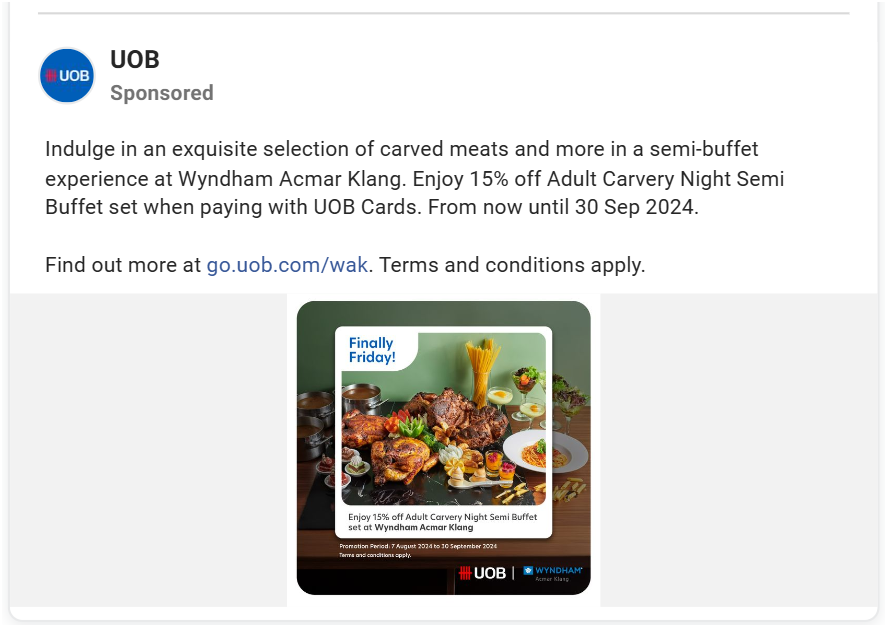 UOB
UOB
Sponsored
Indulge in an exquisite selection of carved meats and more in a semi-buffet
experience at Wyndham Acmar Klang. Enjoy 15% off Adult Carvery Night Semi
Buffet set when paying with UOB Cards. From now until 30 Sep 2024.
Find out more at go.uob.com/wak. Terms and conditions apply.
Finally
Friday!
Enjoy 15% off Adult Carvery Night Semi Buffet
set at Wyndham Acmar Klang
Promotion Period: 7 August 2024 to 30 September 2024
Terms and conditions apply.
UOB | WYNDHAM
Acmar Klang